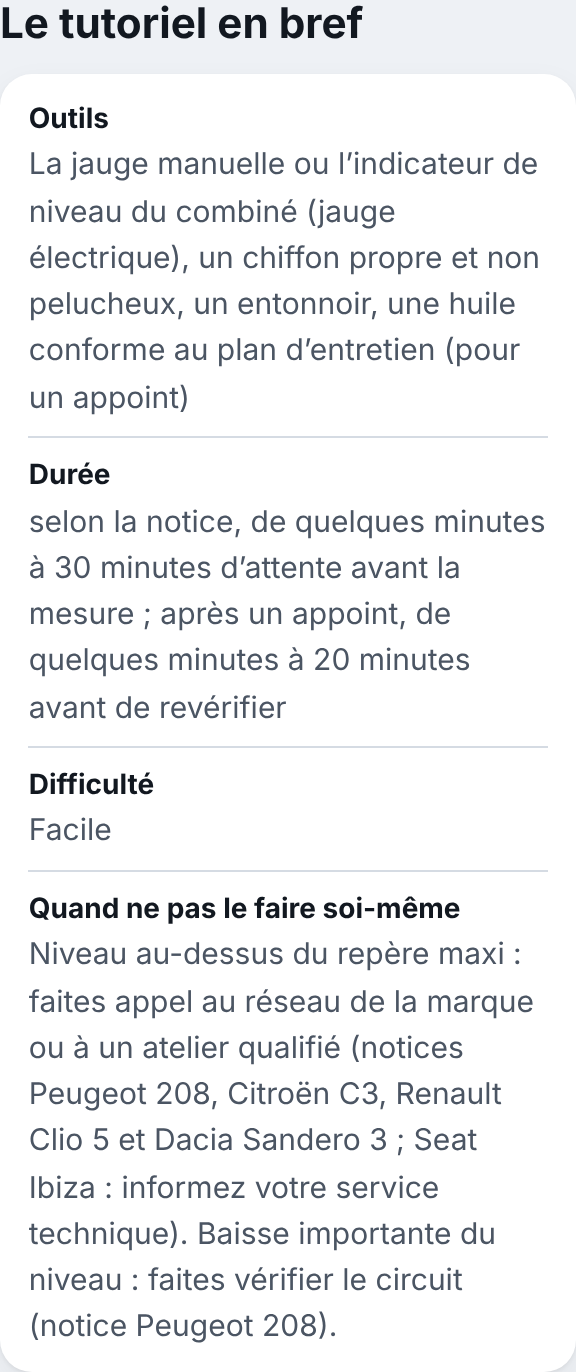 Le tutoriel en bref
Outils
La jauge manuelle ou l’indicateur de
niveau du combiné (jauge
électrique), un chiffon propre et non
pelucheux, un entonnoir, une huile
conforme au plan d’entretien (pour
un appoint)
Durée
selon la notice, de quelques minutes
à 30 minutes d’attente avant la
mesure ; après un appoint, de
quelques minutes à 20 minutes
avant de revérifier
Difficulté
Facile
Quand ne pas le faire soi-même
Niveau au-dessus du repère maxi :
faites appel au réseau de la marque
ou à un atelier qualifié (notices
Peugeot 208, Citroën C3, Renault
Clio 5 et Dacia Sandero 3 ; Seat
Ibiza : informez votre service
technique). Baisse importante du
niveau : faites vérifier le circuit
(notice Peugeot 208).